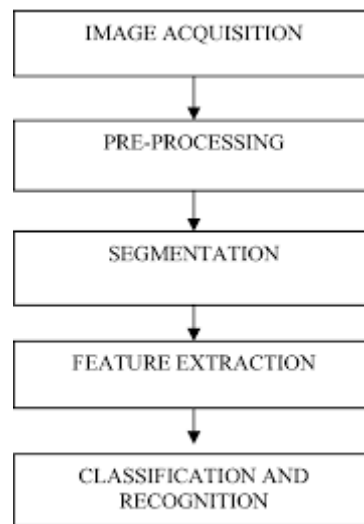 IMAGE ACQUISITION
PRE-PROCESSING
SEGMENTATION
FEATURE EXTRACTION
CLASSIFICATION AND
RECOGNITION